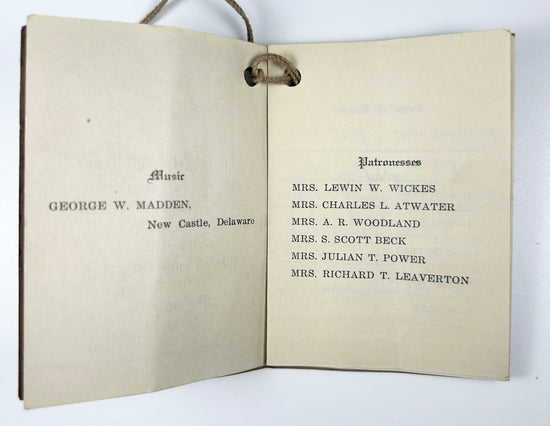 Music
GEORGE W. MADDEN,
New Castle, Delaware
Patronesses
MRS. LEWIN W. WICKES
MRS. CHARLES L. ATWATER
MRS. A. R. WOODLAND
MRS. S. SCOTT BECK
MRS. JULIAN T. POWER
MRS. RICHARD T. LEAVERTON